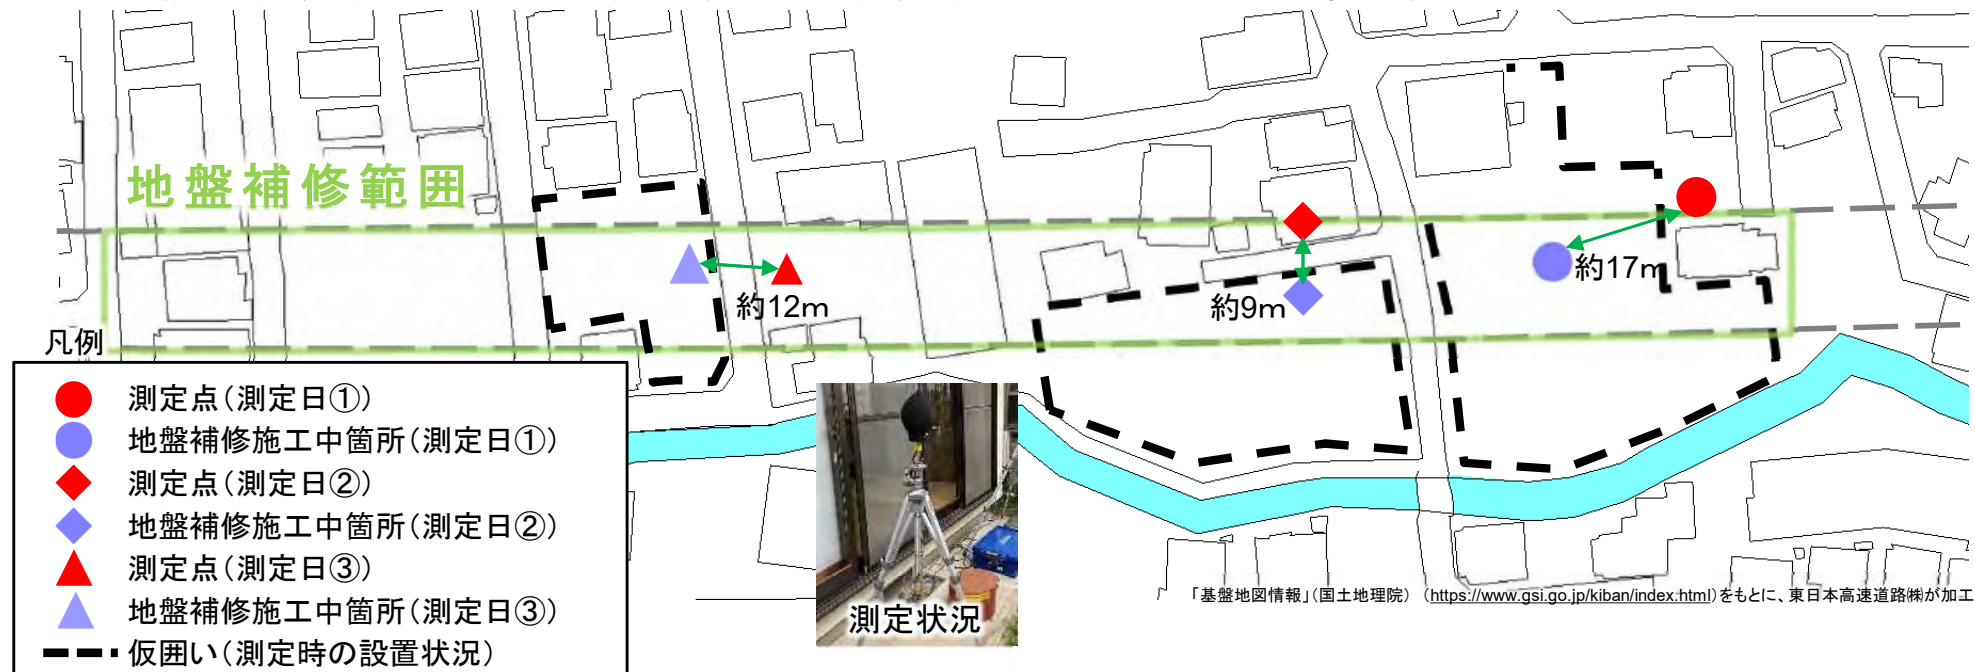 地盤補修範囲
約17m
約12m
約9m
凡例
測定点(測定日①)
地盤補修施工中箇所(測定日①)
測定点(測定日②)
地盤補修施工中箇所(測定日②)
測定点(測定日③)
地盤補修施工中箇所(測定日③)
仮囲い(測定時の設置状況)
測定状況
「基盤地図情報」(国土地理院) (https://www.gsi.go.jp/kiban/index.html)をもとに、東日本高速道路㈱が加工